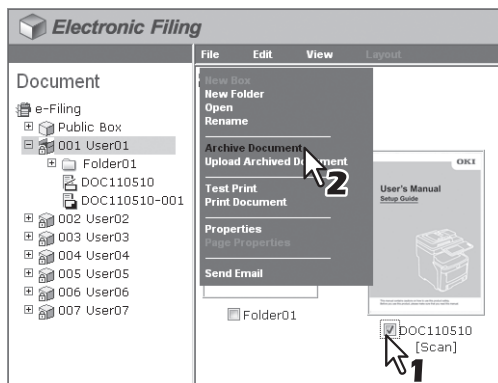 Electronic Filing
File Edit View Layout
Document
e-Filing
Public Box
001 User01
Folder01
DOC110510
DOC110510-001
002 User02
003 User03
004 User04
005 User05
006 User06
007 User07
New Box
New Folder
Open
Rename
Archive Document
Upload Archived Document
Test Print
Print Document
Properties
Page Properties
Send Email
2
Folder01
OKI
User's Manual
Setup Guide
DOC110510
[Scan]
1